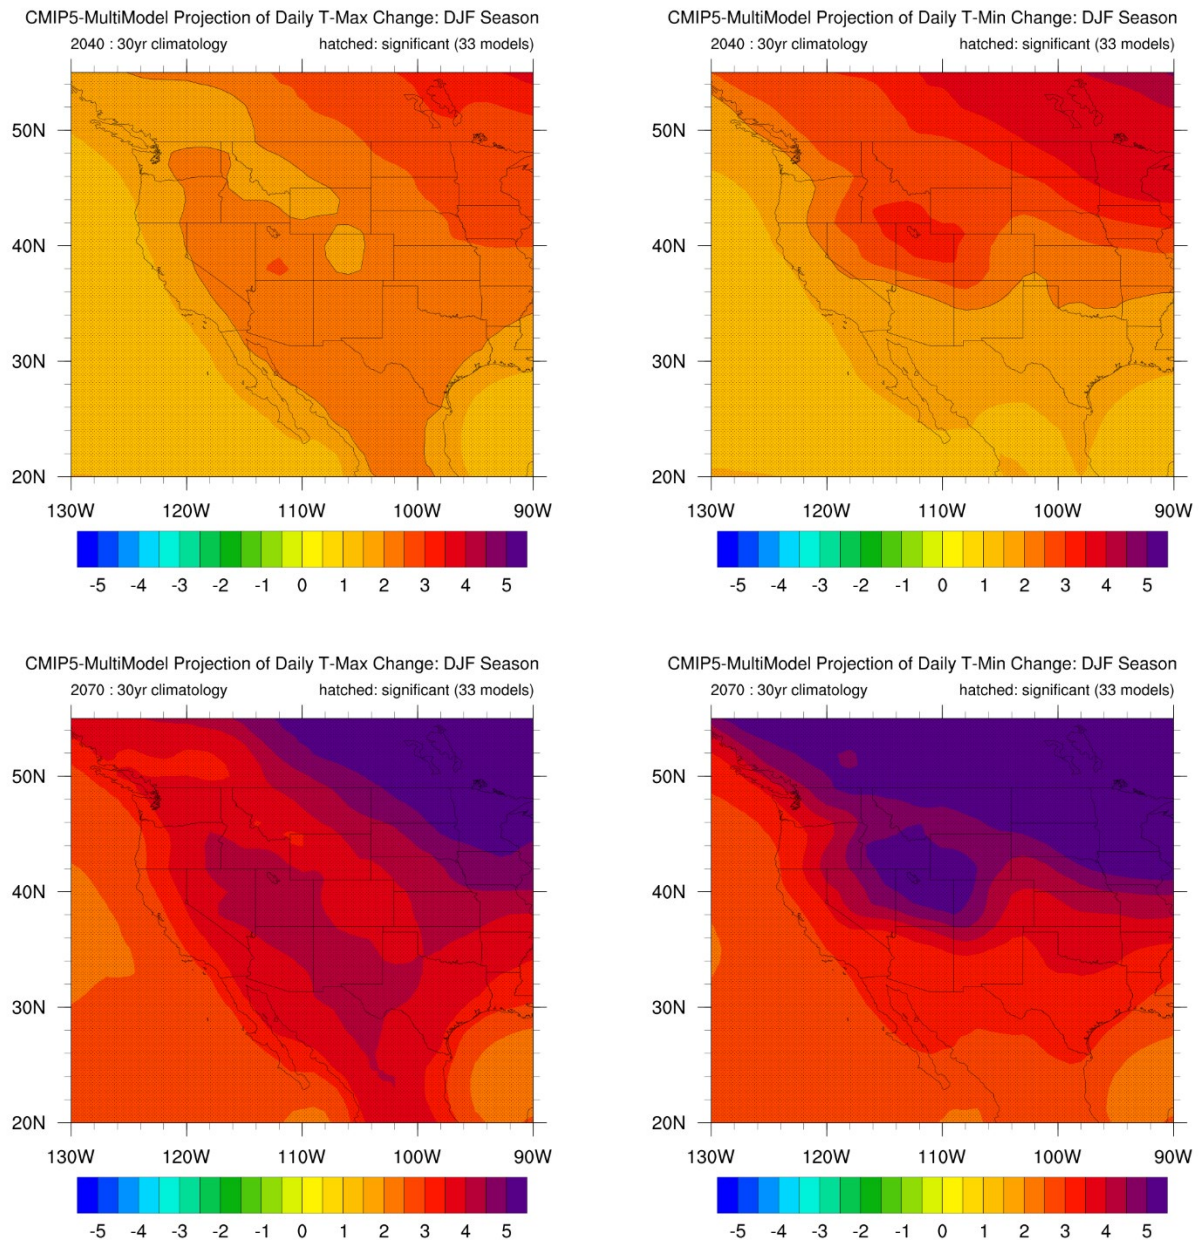 CMIP5-MultiModel Projection of Daily T-Max Change: DJF Season
2040 : 30yr climatology hatched: significant (33 models)
50N
40N
30N
20N
130W 120W 110W 100W 90W
-5 -4 -3 -2 -1 0 1 2 3 4 5
CMIP5-MultiModel Projection of Daily T-Min Change: DJF Season
2040 : 30yr climatology hatched: significant (33 models)
50N
40N
30N
20N
130W 120W 110W 100W 90W
-5 -4 -3 -2 -1 0 1 2 3 4 5
CMIP5-MultiModel Projection of Daily T-Max Change: DJF Season
2070 : 30yr climatology hatched: significant (33 models)
50N
40N
30N
20N
130W 120W 110W 100W 90W
-5 -4 -3 -2 -1 0 1 2 3 4 5
CMIP5-MultiModel Projection of Daily T-Min Change: DJF Season
2070 : 30yr climatology hatched: significant (33 models)
50N
40N
30N
20N
130W 120W 110W 100W 90W
-5 -4 -3 -2 -1 0 1 2 3 4 5